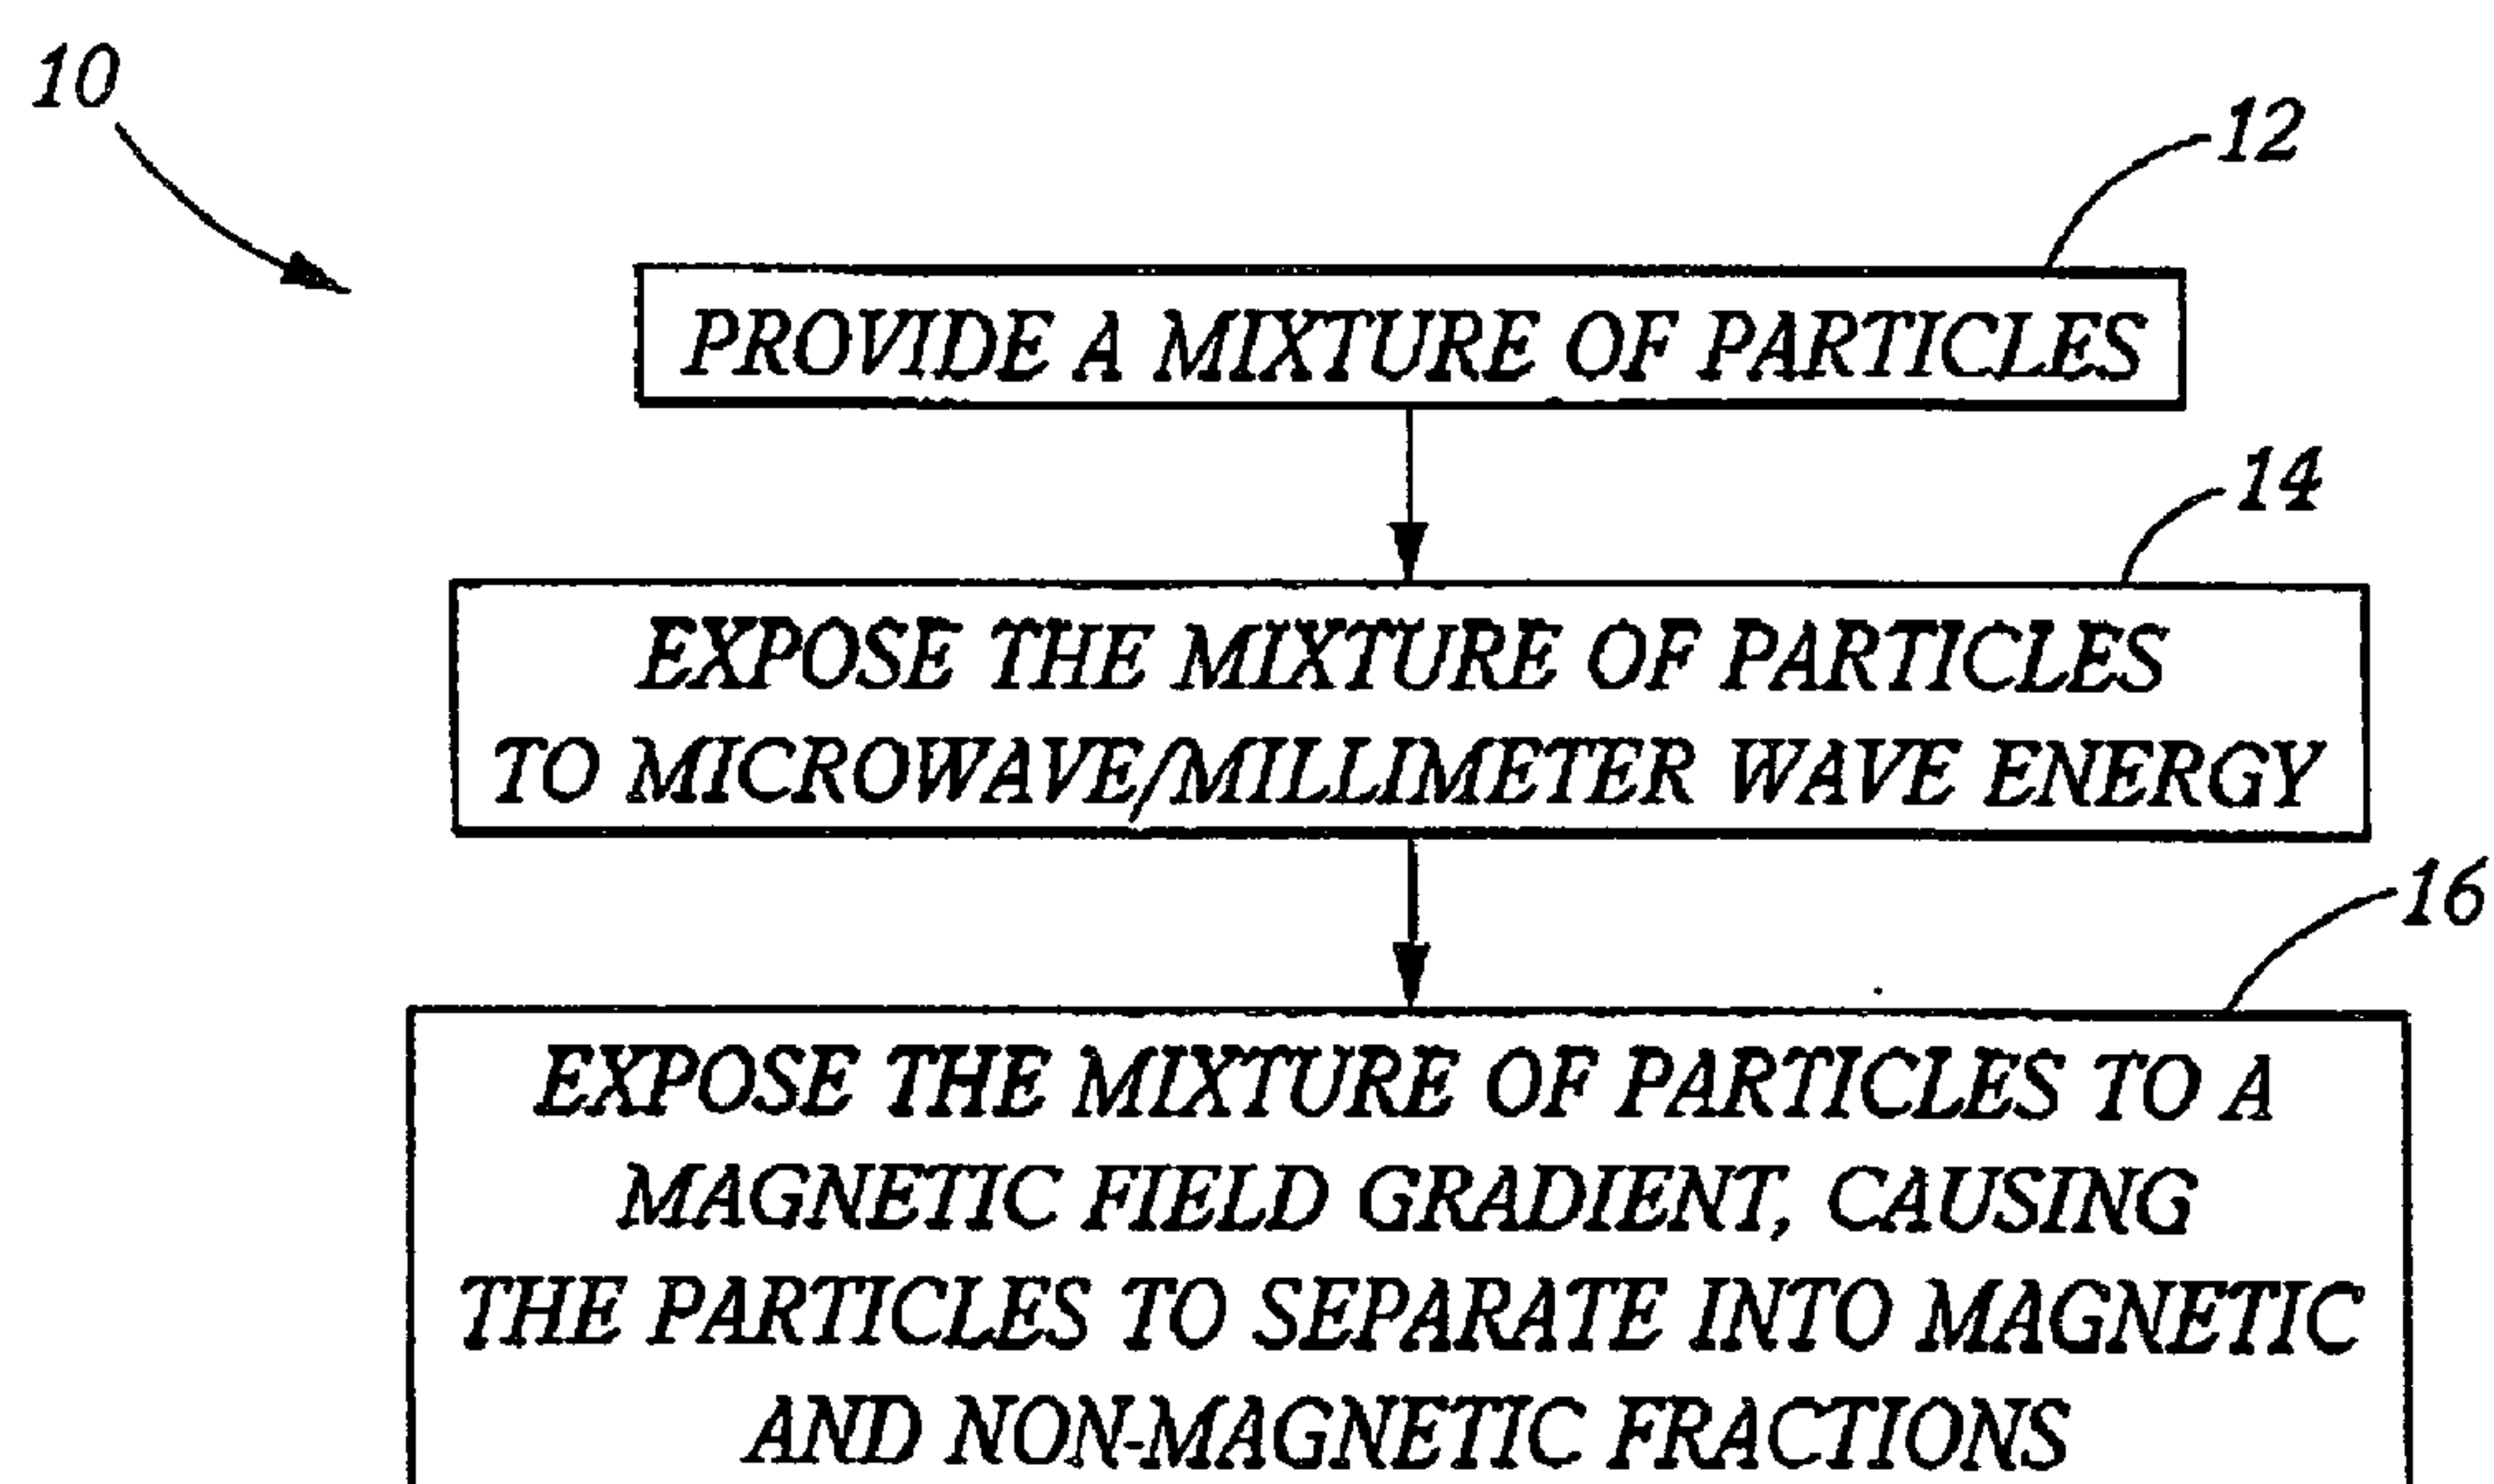 10
12
PROVIDE A MIXTURE OF PARTICLES
14
EXPOSE THE MIXTURE OF PARTICLES
TO MICROWAVE/MILLIMETER WAVE ENERGY
16
EXPOSE THE MIXTURE OF PARTICLES TO A
MAGNETIC FIELD GRADIENT, CAUSING
THE PARTICLES TO SEPARATE INTO MAGNETIC
AND NON-MAGNETIC FRACTIONS